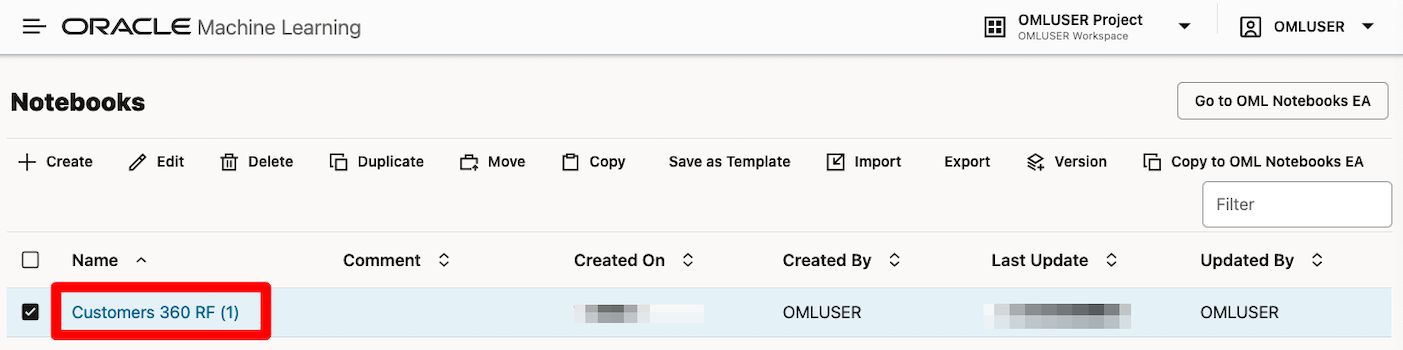 ORACLE Machine Learning
OMLUSER Project
OMLUSER Workspace
OMLUSER
Notebooks
Go to OML Notebooks EA
Create Edit Delete Duplicate Move Copy Save as Template Import Export Version Copy to OML Notebooks EA
Filter
Name Comment Created On Created By Last Update Updated By
Customers 360 RF (1) OMLUSER OMLUSER